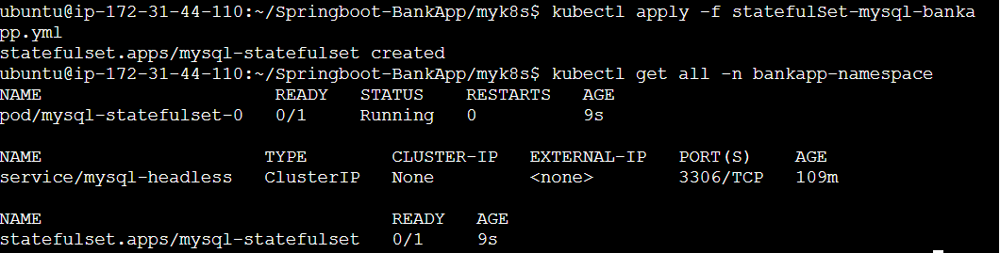 ubuntu@ip-172-31-44-110:~/Springboot-BankApp/myk8s$ kubectl apply -f statefulSet-mysql-banka
pp.yml
statefulset.apps/mysql-statefulset created
ubuntu@ip-172-31-44-110:~/Springboot-BankApp/myk8s$ kubectl get all -n bankapp-namespace
NAME                      READY   STATUS    RESTARTS   AGE
pod/mysql-statefulset-0   0/1     Running   0          9s

NAME                     TYPE        CLUSTER-IP   EXTERNAL-IP   PORT(S)    AGE
service/mysql-headless   ClusterIP   None         <none>        3306/TCP   109m

NAME                                 READY   AGE
statefulset.apps/mysql-statefulset   0/1     9s